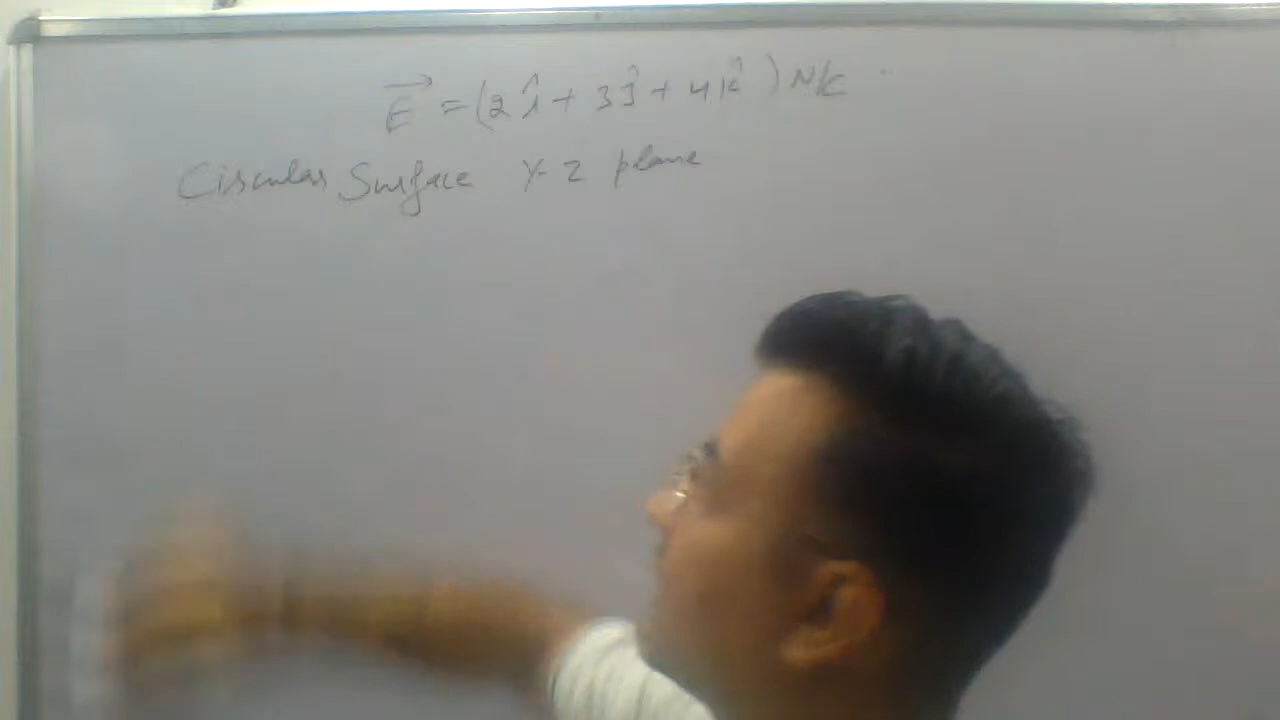 E⃗ = (2î + 3ĵ + 4k̂) N/C
Circular Surface Y-Z plane